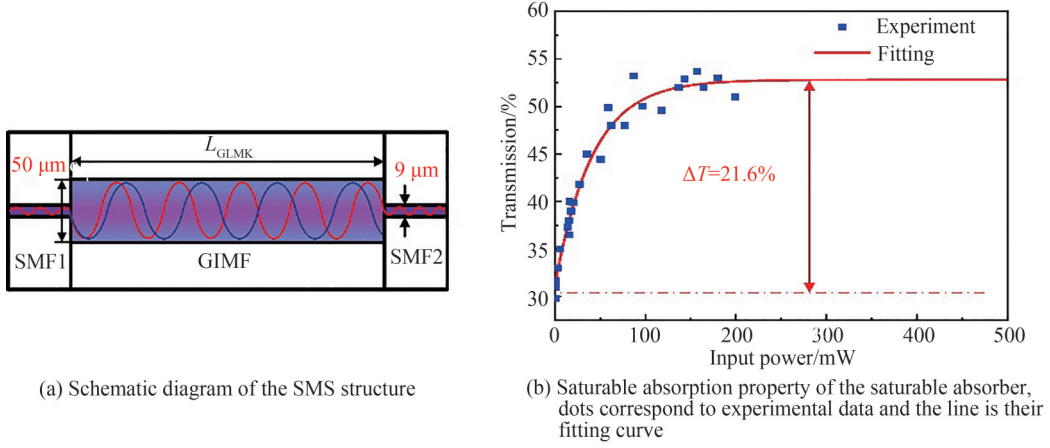 L_GLMK
50 μm
9 μm
SMF1
GIMF
SMF2
(a) Schematic diagram of the SMS structure
60
55
50
45
40
35
30
Transmission/%
Experiment
Fitting
ΔT=21.6%
0
100
200
300
400
500
Input power/mW
(b) Saturable absorption property of the saturable absorber,
dots correspond to experimental data and the line is their
fitting curve